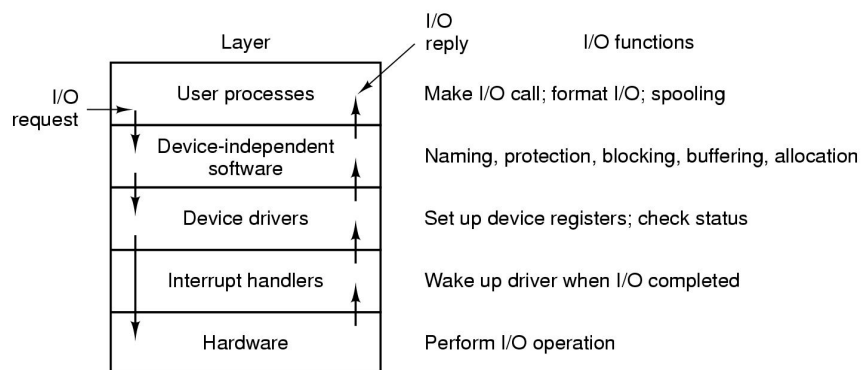 I/O
reply
Layer
I/O functions
I/O
request
User processes
Make I/O call; format I/O; spooling
Device-independent
software
Naming, protection, blocking, buffering, allocation
Device drivers
Set up device registers; check status
Interrupt handlers
Wake up driver when I/O completed
Hardware
Perform I/O operation